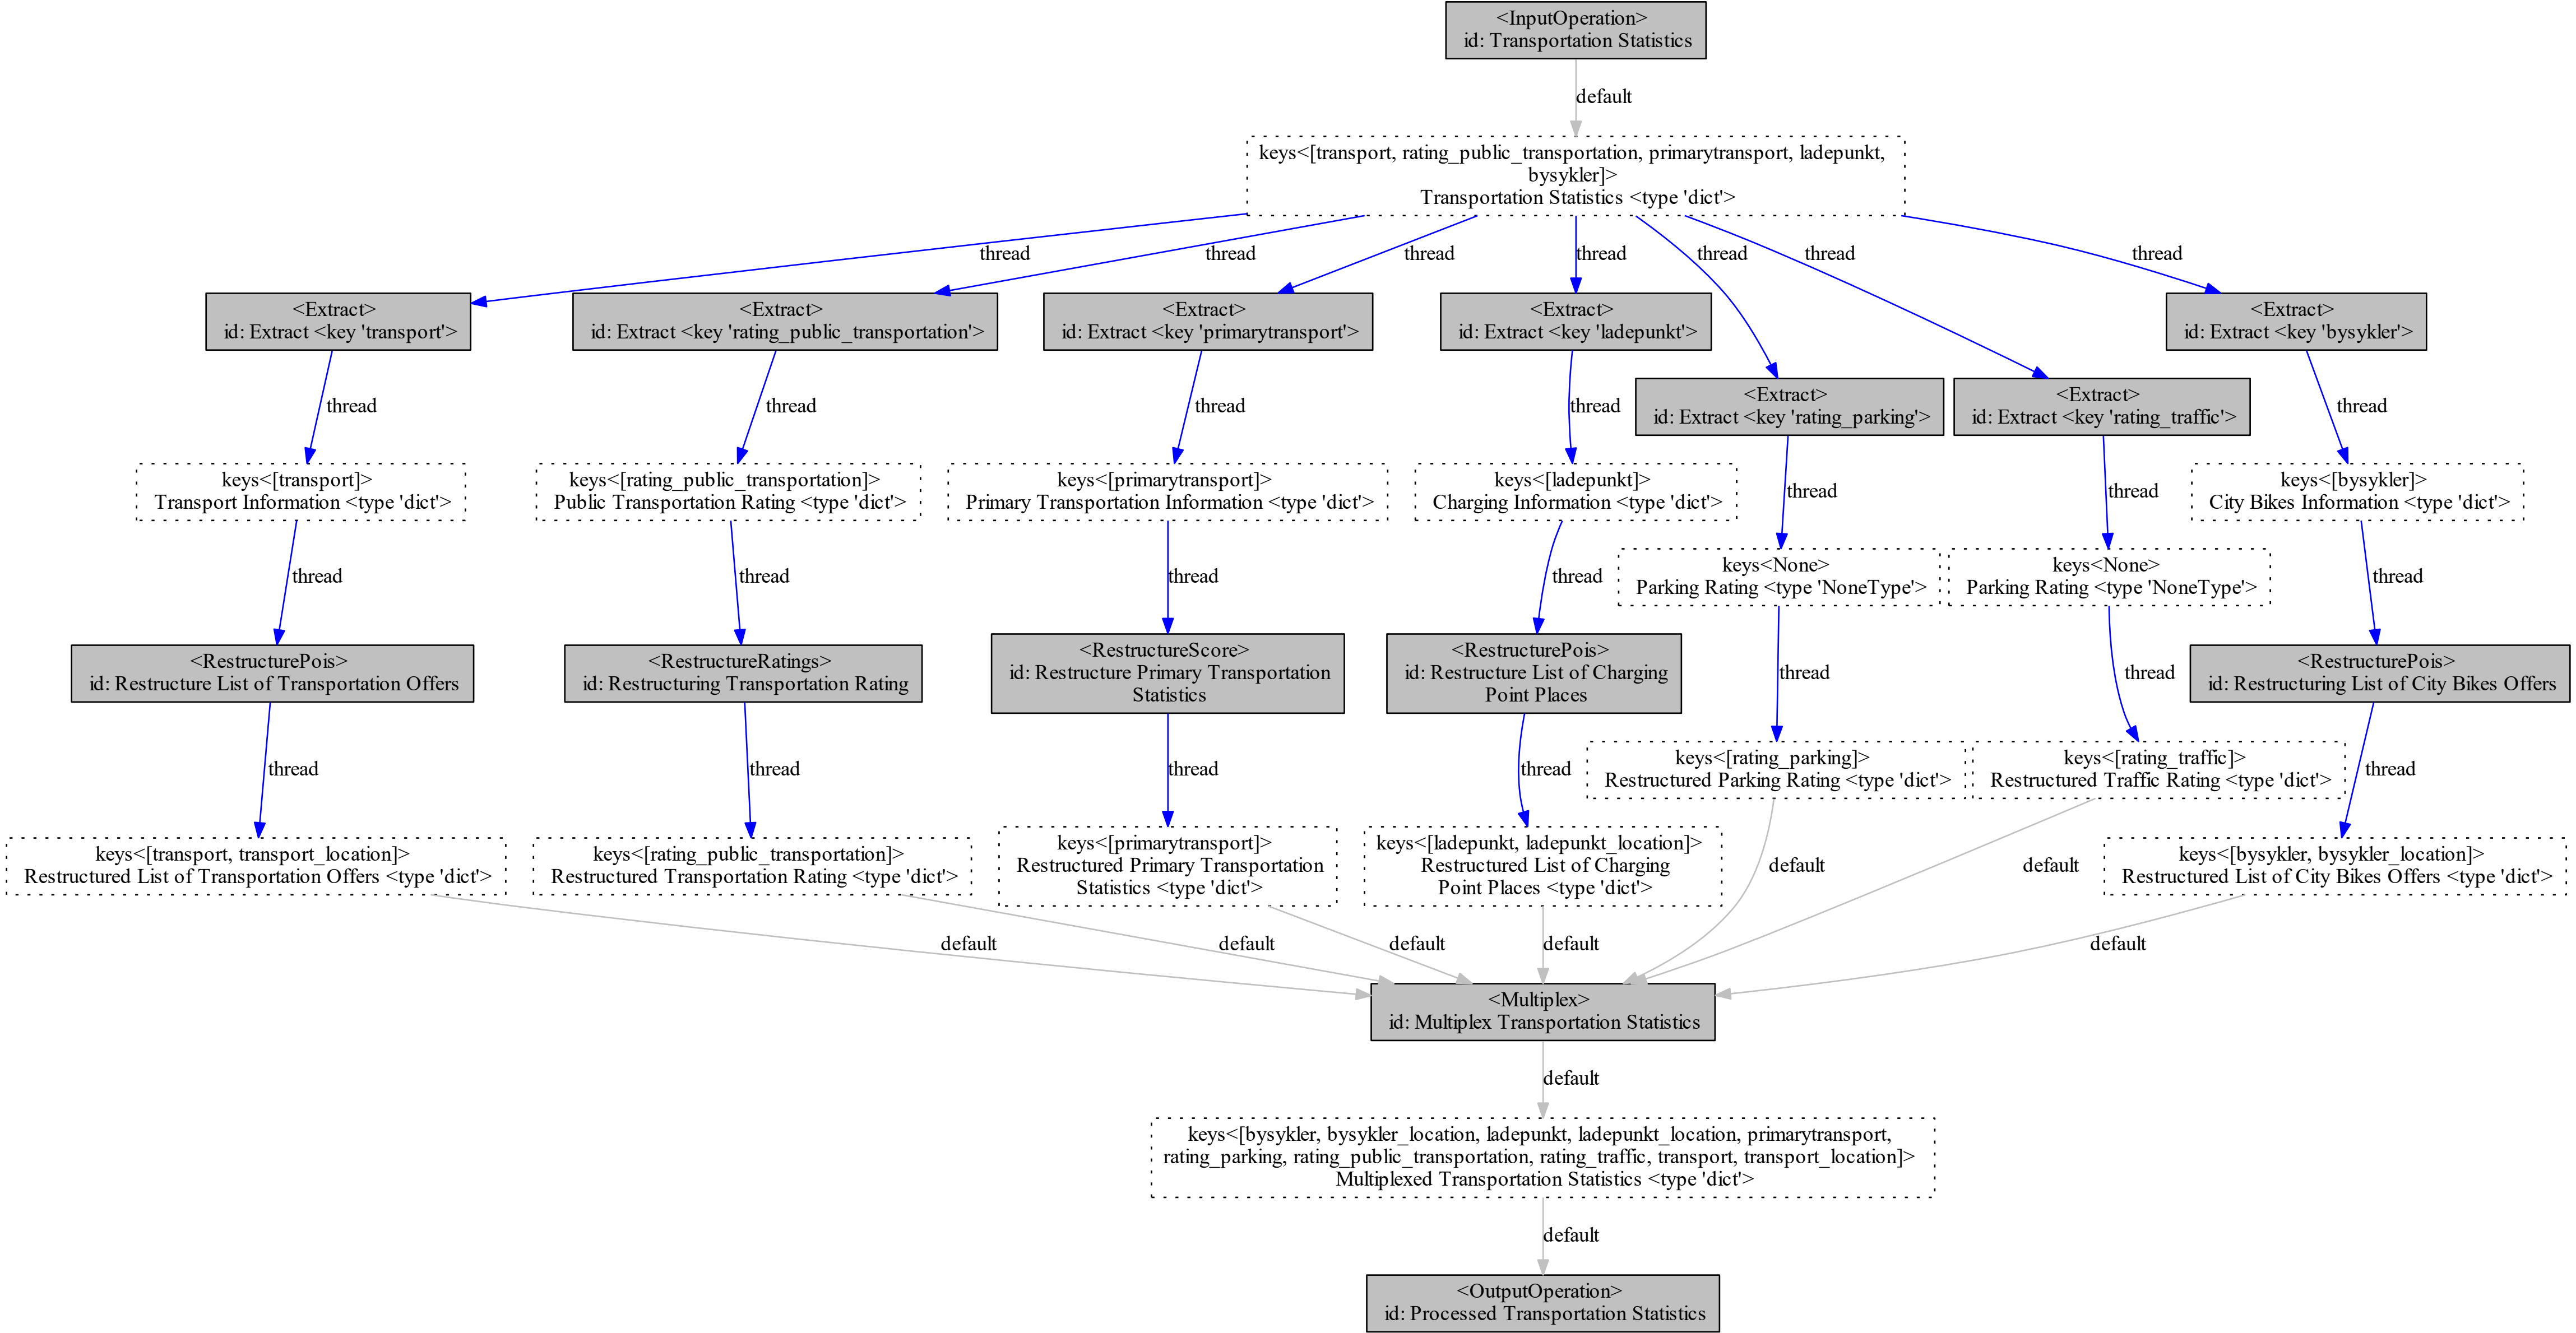 <InputOperation>
id: Transportation Statistics
default
keys<[transport, rating_public_transportation, primarytransport, ladepunkt,
bysykler]>
Transportation Statistics <type 'dict'>
thread
thread
thread
thread
thread
thread
thread
<Extract>
id: Extract <key 'transport'>
<Extract>
id: Extract <key 'rating_public_transportation'>
<Extract>
id: Extract <key 'primarytransport'>
<Extract>
id: Extract <key 'ladepunkt'>
<Extract>
id: Extract <key 'bysykler'>
<Extract>
id: Extract <key 'rating_parking'>
<Extract>
id: Extract <key 'rating_traffic'>
thread
thread
thread
thread
thread
thread
thread
keys<[transport]>
Transport Information <type 'dict'>
keys<[rating_public_transportation]>
Public Transportation Rating <type 'dict'>
keys<[primarytransport]>
Primary Transportation Information <type 'dict'>
keys<[ladepunkt]>
Charging Information <type 'dict'>
keys<[bysykler]>
City Bikes Information <type 'dict'>
keys<None>
Parking Rating <type 'NoneType'>
keys<None>
Parking Rating <type 'NoneType'>
thread
thread
thread
thread
thread
thread
thread
<RestructurePois>
id: Restructure List of Transportation Offers
<RestructureRatings>
id: Restructuring Transportation Rating
<RestructureScore>
id: Restructure Primary Transportation
Statistics
<RestructurePois>
id: Restructure List of Charging
Point Places
<RestructurePois>
id: Restructuring List of City Bikes Offers
thread
thread
thread
thread
thread
keys<[rating_parking]>
Restructured Parking Rating <type 'dict'>
keys<[rating_traffic]>
Restructured Traffic Rating <type 'dict'>
keys<[transport, transport_location]>
Restructured List of Transportation Offers <type 'dict'>
keys<[rating_public_transportation]>
Restructured Transportation Rating <type 'dict'>
keys<[primarytransport]>
Restructured Primary Transportation
Statistics <type 'dict'>
keys<[ladepunkt, ladepunkt_location]>
Restructured List of Charging
Point Places <type 'dict'>
keys<[bysykler, bysykler_location]>
Restructured List of City Bikes Offers <type 'dict'>
default
default
default
default
default
default
default
<Multiplex>
id: Multiplex Transportation Statistics
default
keys<[bysykler, bysykler_location, ladepunkt, ladepunkt_location, primarytransport,
rating_parking, rating_public_transportation, rating_traffic, transport, transport_location]>
Multiplexed Transportation Statistics <type 'dict'>
default
<OutputOperation>
id: Processed Transportation Statistics